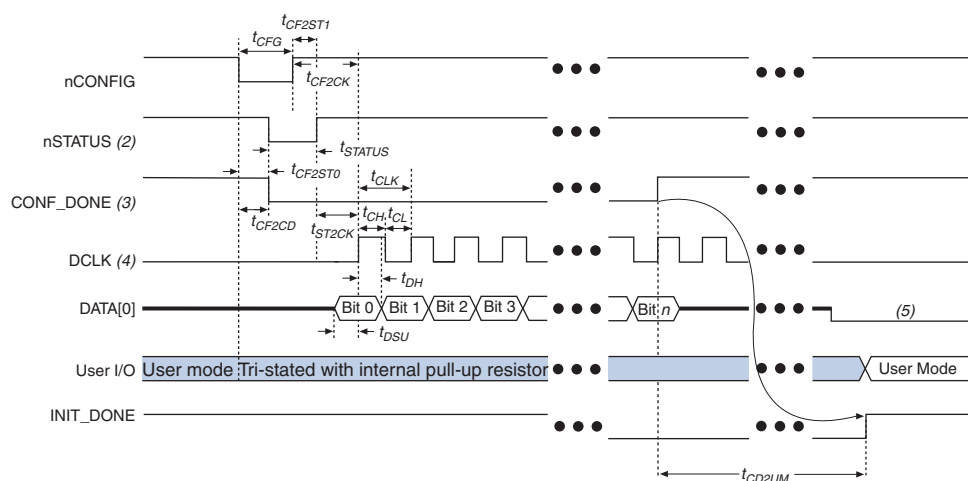 tCF2ST1
tCFG
nCONFIG
tCF2CK
nSTATUS (2)
tSTATUS
tCF2ST0
tCLK
CONF_DONE (3)
tCF2CD
tST2CK
tCH
tCL
DCLK (4)
tDH
DATA[0]
Bit 0
Bit 1
Bit 2
Bit 3
Bit n
(5)
tDSU
User I/O
User mode Tri-stated with internal pull-up resistor
User Mode
INIT_DONE
tCD2UM